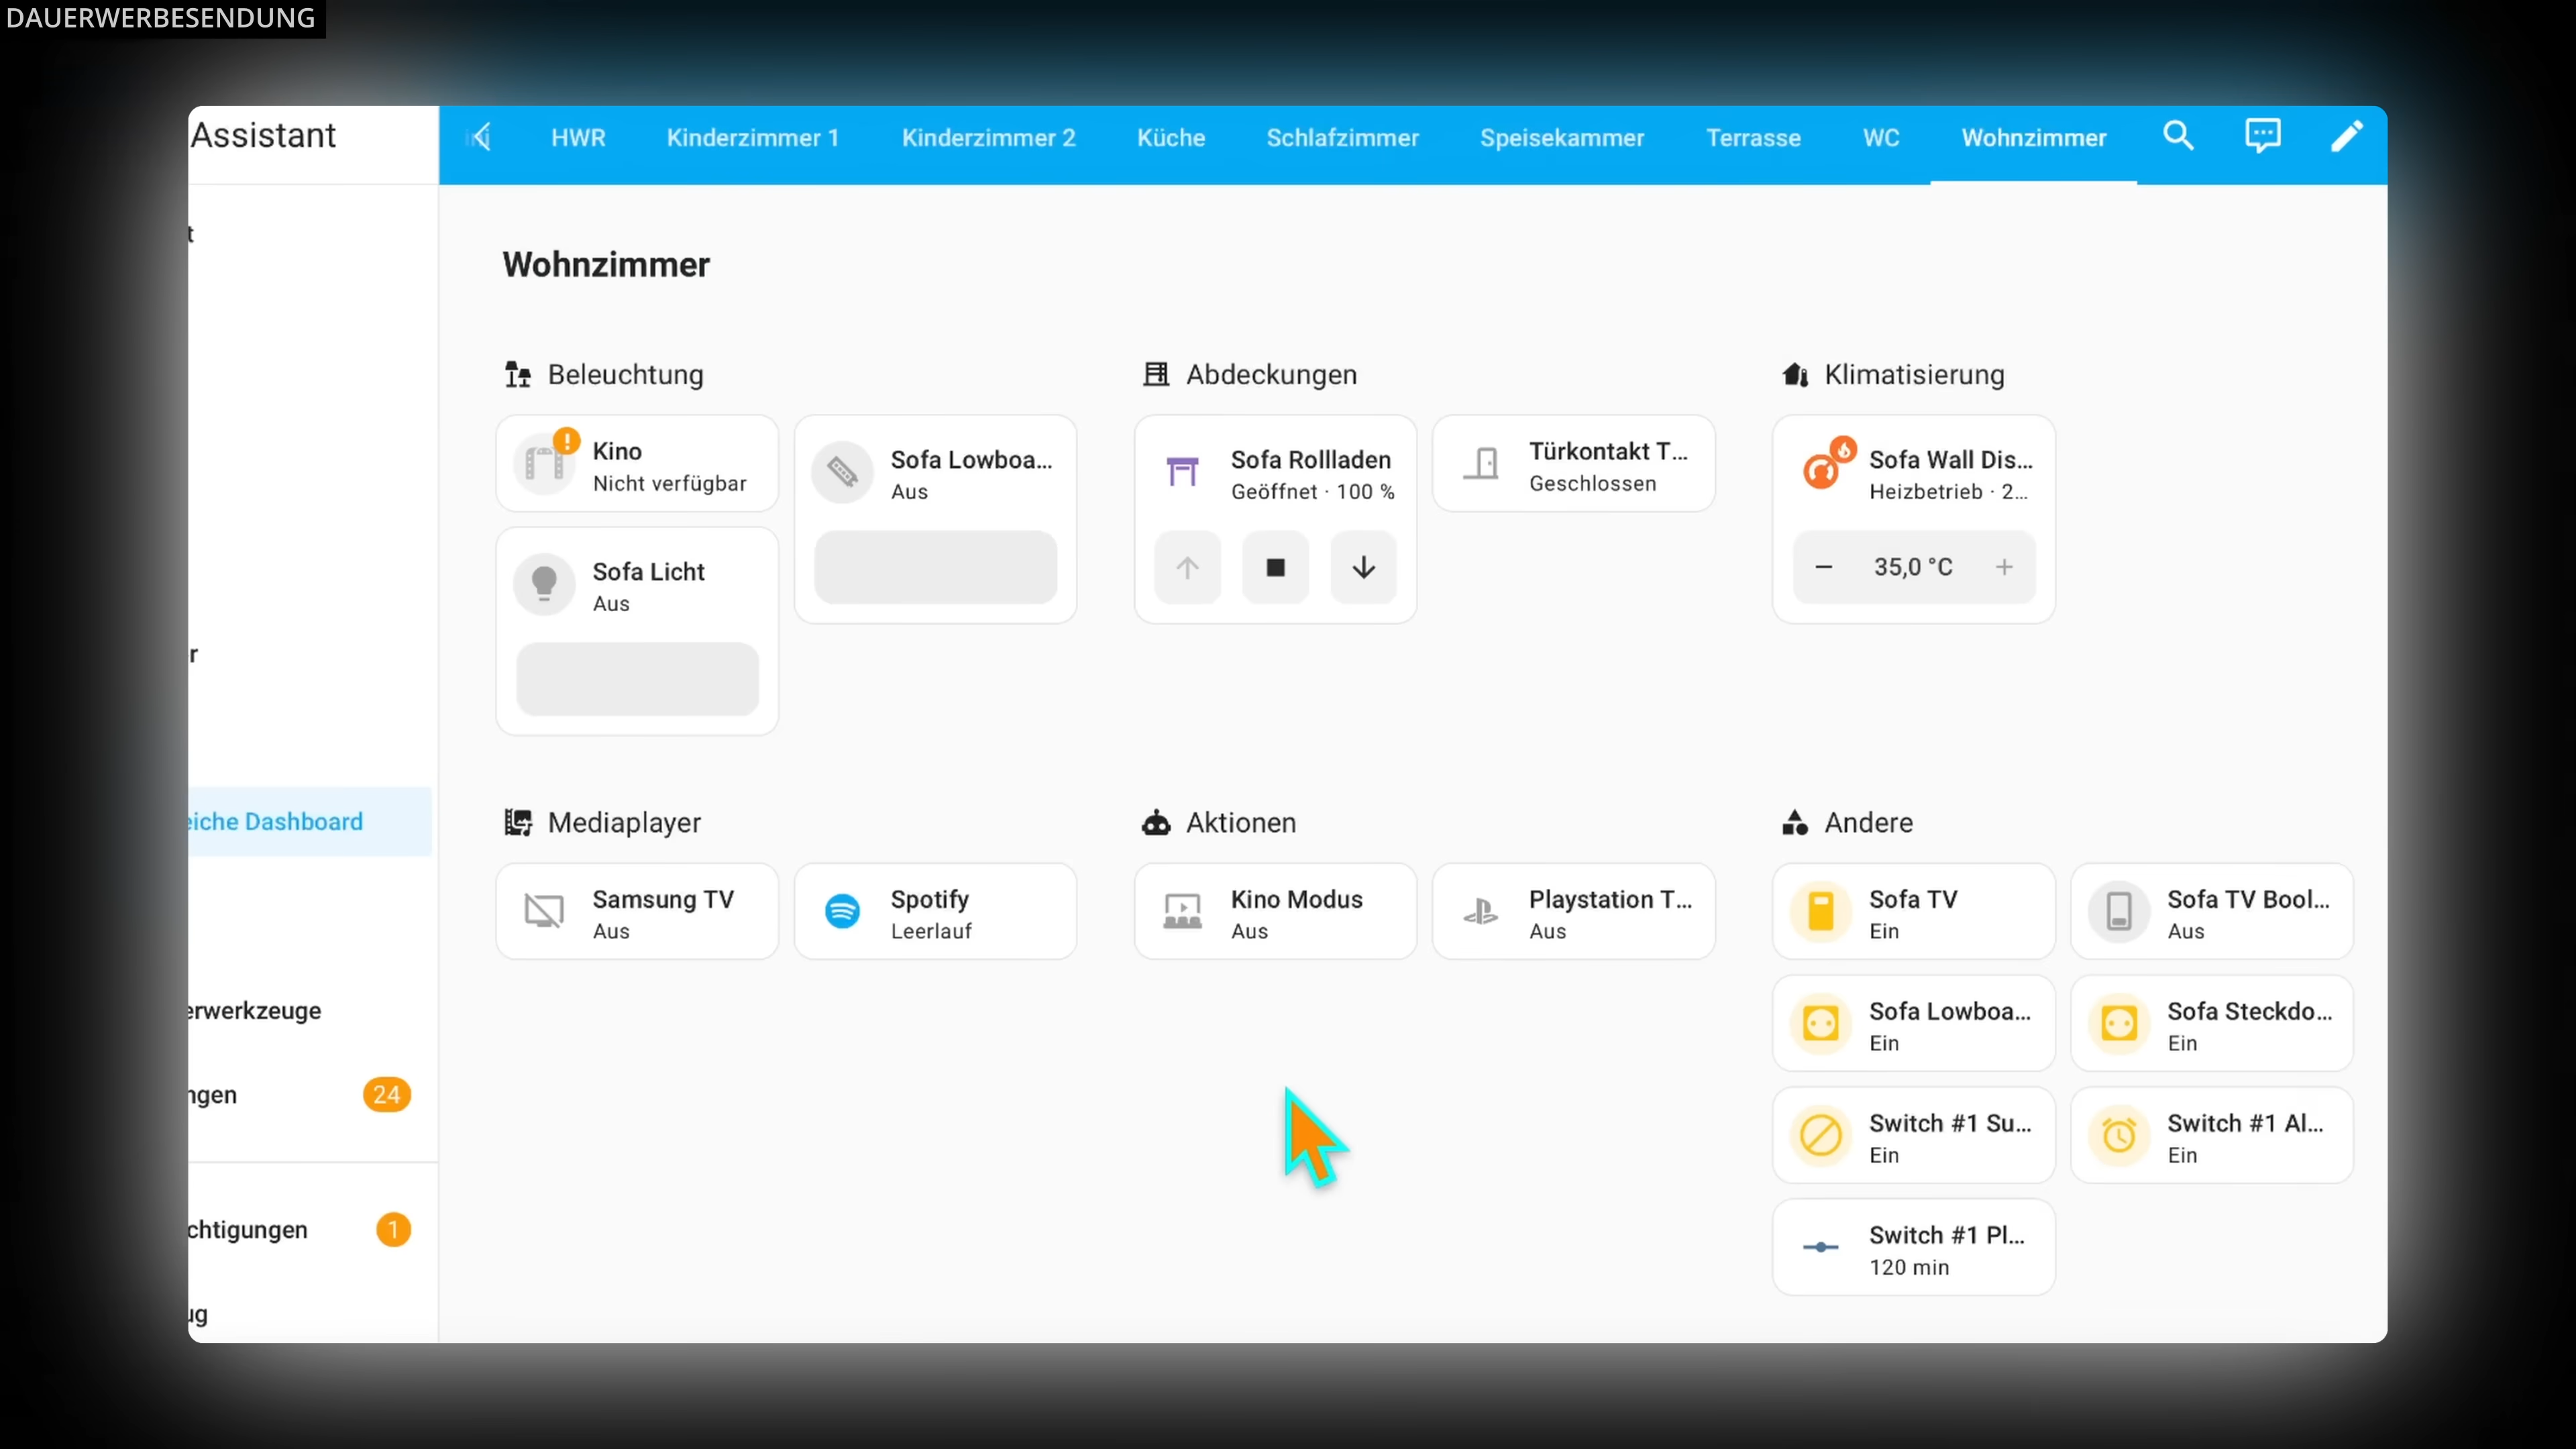 DAUERWERBESENDUNG
Assistant
HWR Kinderzimmer 1 Kinderzimmer 2 Küche Schlafzimmer Speisekammer Terrasse WC Wohnzimmer
t
r
eiche Dashboard
erwerkzeuge
ngen 24
chtigungen 1
ug
Wohnzimmer
Beleuchtung
Kino
Nicht verfügbar
Sofa Lowboa...
Aus
Sofa Licht
Aus
Abdeckungen
Sofa Rollladen
Geöffnet · 100 %
Türkontakt T...
Geschlossen
Klimatisierung
Sofa Wall Dis...
Heizbetrieb · 2...
− 35,0 °C +
Mediaplayer
Samsung TV
Aus
Spotify
Leerlauf
Aktionen
Kino Modus
Aus
Playstation T...
Aus
Andere
Sofa TV
Ein
Sofa TV Bool...
Aus
Sofa Lowboa...
Ein
Sofa Steckdo...
Ein
Switch #1 Su...
Ein
Switch #1 Al...
Ein
Switch #1 Pl...
120 min